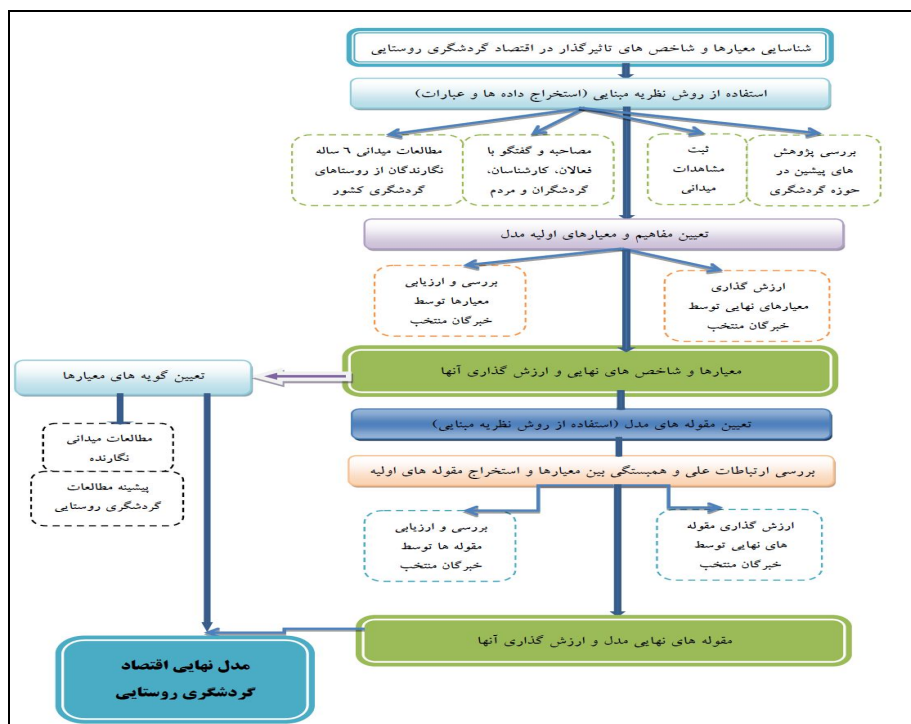 شناسایی معیارها و شاخص های تاثیرگذار در اقتصاد گردشگری روستایی
استفاده از روش نظریه مبنایی (استخراج داده ها و عبارات)
بررسی پژوهش
های پیشین در
حوزه گردشگری
ثبت
مشاهدات
میدانی
مصاحبه و گفتگو با
فعالان، کارشناسان،
گردشگران و مردم
مطالعات میدانی ٦ ساله
نگارندگان از روستاهای
گردشگری کشور
تعیین مفاهیم و معیارهای اولیه مدل
ارزش گذاری
معیارهای نهایی توسط
خبرگان منتخب
بررسی و ارزیابی
معیارها توسط
خبرگان منتخب
معیارها و شاخص های نهایی و ارزش گذاری آنها
تعیین گویه های معیارها
مطالعات میدانی
نگارنده
پیشینه مطالعات
گردشگری روستایی
تعیین مقوله های مدل (استفاده از روش نظریه مبنایی)
بررسی ارتباطات علی و همبستگی بین معیارها و استخراج مقوله های اولیه
ارزش گذاری مقوله
های نهایی توسط
خبرگان منتخب
بررسی و ارزیابی
مقوله ها توسط
خبرگان منتخب
مقوله های نهایی مدل و ارزش گذاری آنها
مدل نهایی اقتصاد
گردشگری روستایی